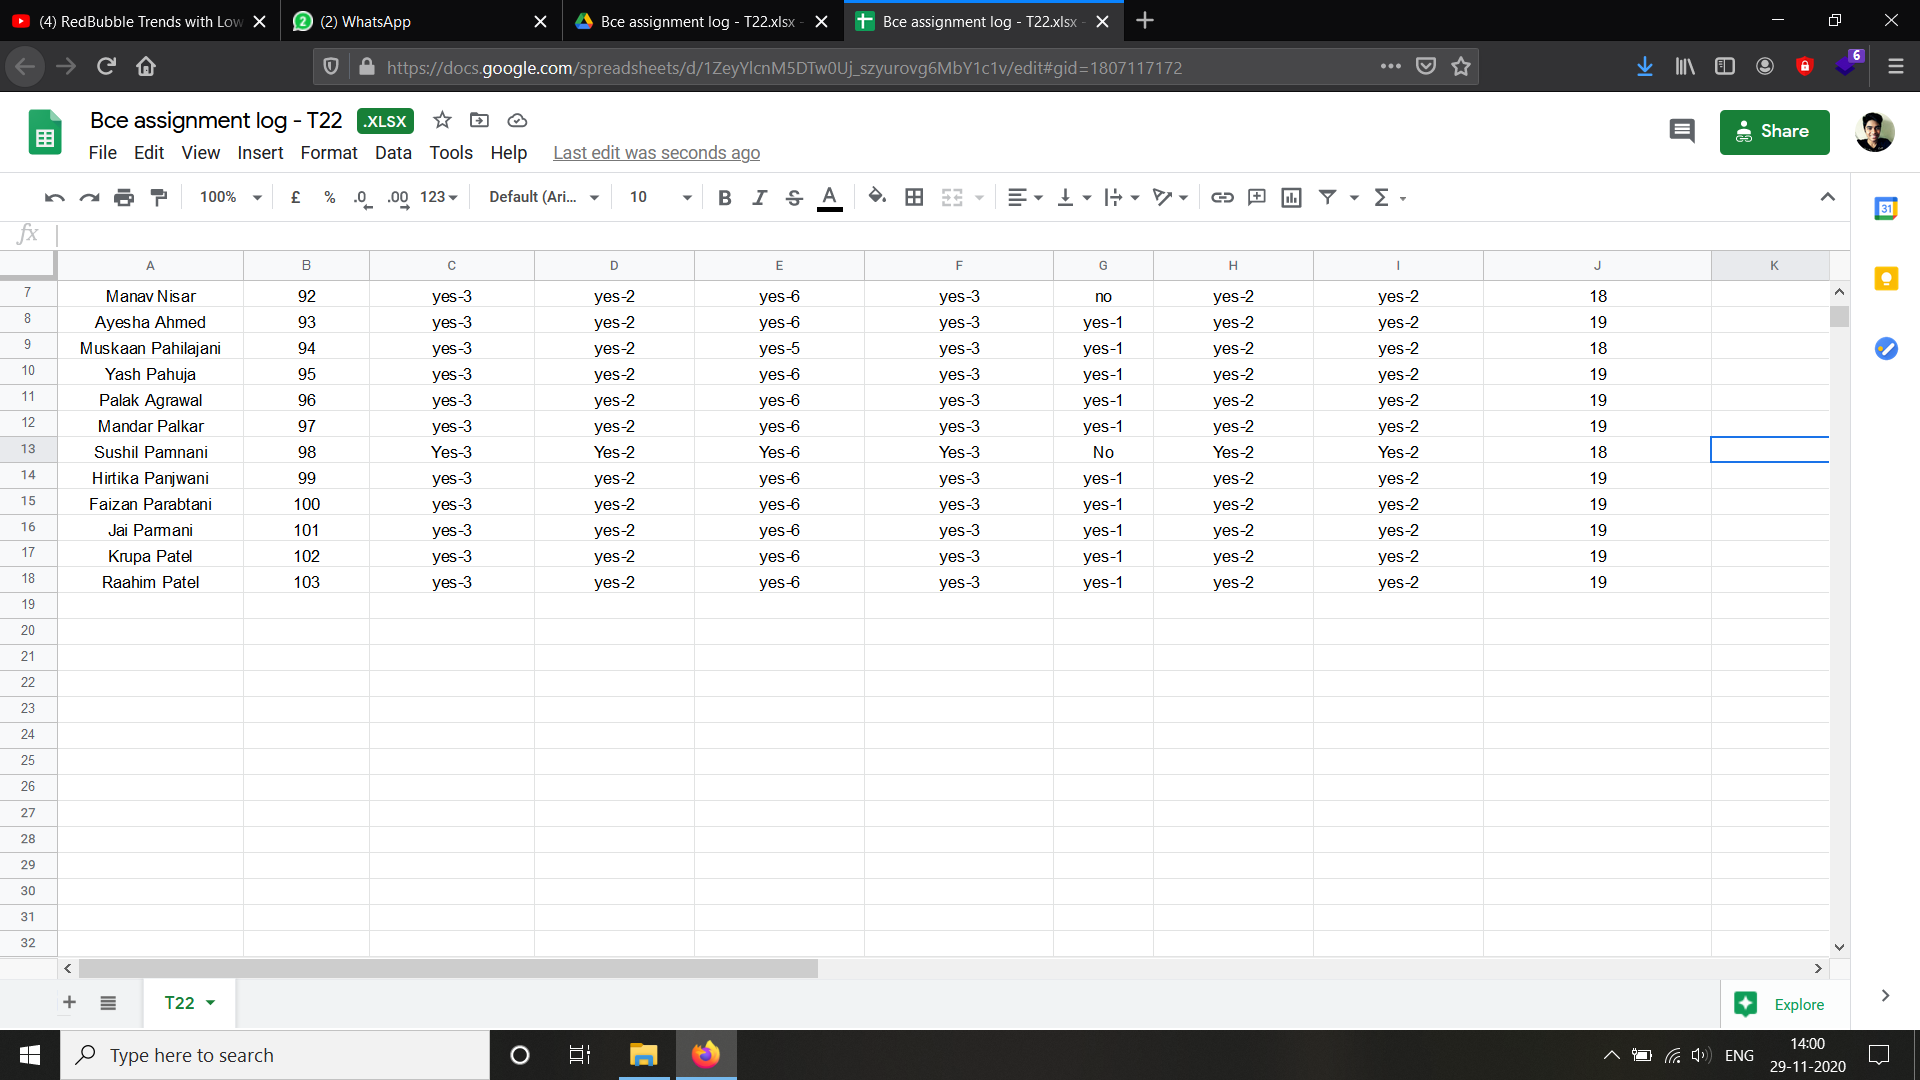 (4) RedBubble Trends with Low
(2) WhatsApp
Bce assignment log - T22.xlsx -
Bce assignment log - T22.xlsx -
https://docs.google.com/spreadsheets/d/1ZeyYlcnM5DTw0Uj_szyurovg6MbY1c1v/edit#gid=1807117172
6
Bce assignment log - T22 .XLSX
Share
File Edit View Insert Format Data Tools Help Last edit was seconds ago
100% £ % .0 .00 123 Default (Ari... 10 B I S A Σ
31
fx
A B C D E F G H I J K
7 Manav Nisar 92 yes-3 yes-2 yes-6 yes-3 no yes-2 yes-2 18
8 Ayesha Ahmed 93 yes-3 yes-2 yes-6 yes-3 yes-1 yes-2 yes-2 19
9 Muskaan Pahilajani 94 yes-3 yes-2 yes-5 yes-3 yes-1 yes-2 yes-2 18
10 Yash Pahuja 95 yes-3 yes-2 yes-6 yes-3 yes-1 yes-2 yes-2 19
11 Palak Agrawal 96 yes-3 yes-2 yes-6 yes-3 yes-1 yes-2 yes-2 19
12 Mandar Palkar 97 yes-3 yes-2 yes-6 yes-3 yes-1 yes-2 yes-2 19
13 Sushil Pamnani 98 Yes-3 Yes-2 Yes-6 Yes-3 No Yes-2 Yes-2 18
14 Hirtika Panjwani 99 yes-3 yes-2 yes-6 yes-3 yes-1 yes-2 yes-2 19
15 Faizan Parabtani 100 yes-3 yes-2 yes-6 yes-3 yes-1 yes-2 yes-2 19
16 Jai Parmani 101 yes-3 yes-2 yes-6 yes-3 yes-1 yes-2 yes-2 19
17 Krupa Patel 102 yes-3 yes-2 yes-6 yes-3 yes-1 yes-2 yes-2 19
18 Raahim Patel 103 yes-3 yes-2 yes-6 yes-3 yes-1 yes-2 yes-2 19
19
20
21
22
23
24
25
26
27
28
29
30
31
32
T22
Explore
Type here to search
ENG
14:00
29-11-2020